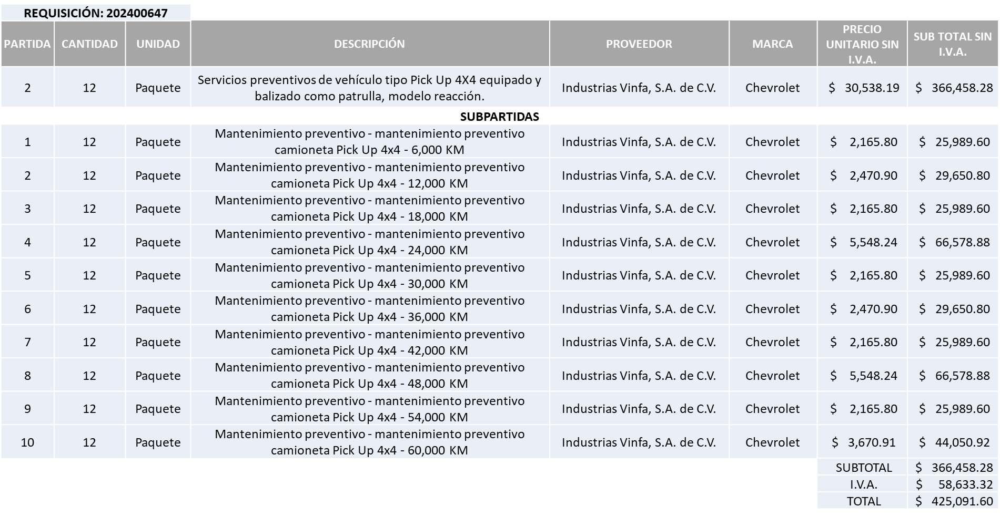 REQUISICIÓN: 202400647
PARTIDA CANTIDAD UNIDAD DESCRIPCIÓN PROVEEDOR MARCA PRECIO UNITARIO SIN I.V.A. SUB TOTAL SIN I.V.A.
2 12 Paquete Servicios preventivos de vehículo tipo Pick Up 4X4 equipado y balizado como patrulla, modelo reacción. Industrias Vinfa, S.A. de C.V. Chevrolet $ 30,538.19 $ 366,458.28
SUBPARTIDAS
1 12 Paquete Mantenimiento preventivo - mantenimiento preventivo camioneta Pick Up 4x4 - 6,000 KM Industrias Vinfa, S.A. de C.V. Chevrolet $ 2,165.80 $ 25,989.60
2 12 Paquete Mantenimiento preventivo - mantenimiento preventivo camioneta Pick Up 4x4 - 12,000 KM Industrias Vinfa, S.A. de C.V. Chevrolet $ 2,470.90 $ 29,650.80
3 12 Paquete Mantenimiento preventivo - mantenimiento preventivo camioneta Pick Up 4x4 - 18,000 KM Industrias Vinfa, S.A. de C.V. Chevrolet $ 2,165.80 $ 25,989.60
4 12 Paquete Mantenimiento preventivo - mantenimiento preventivo camioneta Pick Up 4x4 - 24,000 KM Industrias Vinfa, S.A. de C.V. Chevrolet $ 5,548.24 $ 66,578.88
5 12 Paquete Mantenimiento preventivo - mantenimiento preventivo camioneta Pick Up 4x4 - 30,000 KM Industrias Vinfa, S.A. de C.V. Chevrolet $ 2,165.80 $ 25,989.60
6 12 Paquete Mantenimiento preventivo - mantenimiento preventivo camioneta Pick Up 4x4 - 36,000 KM Industrias Vinfa, S.A. de C.V. Chevrolet $ 2,470.90 $ 29,650.80
7 12 Paquete Mantenimiento preventivo - mantenimiento preventivo camioneta Pick Up 4x4 - 42,000 KM Industrias Vinfa, S.A. de C.V. Chevrolet $ 2,165.80 $ 25,989.60
8 12 Paquete Mantenimiento preventivo - mantenimiento preventivo camioneta Pick Up 4x4 - 48,000 KM Industrias Vinfa, S.A. de C.V. Chevrolet $ 5,548.24 $ 66,578.88
9 12 Paquete Mantenimiento preventivo - mantenimiento preventivo camioneta Pick Up 4x4 - 54,000 KM Industrias Vinfa, S.A. de C.V. Chevrolet $ 2,165.80 $ 25,989.60
10 12 Paquete Mantenimiento preventivo - mantenimiento preventivo camioneta Pick Up 4x4 - 60,000 KM Industrias Vinfa, S.A. de C.V. Chevrolet $ 3,670.91 $ 44,050.92
SUBTOTAL $ 366,458.28
I.V.A. $ 58,633.32
TOTAL $ 425,091.60